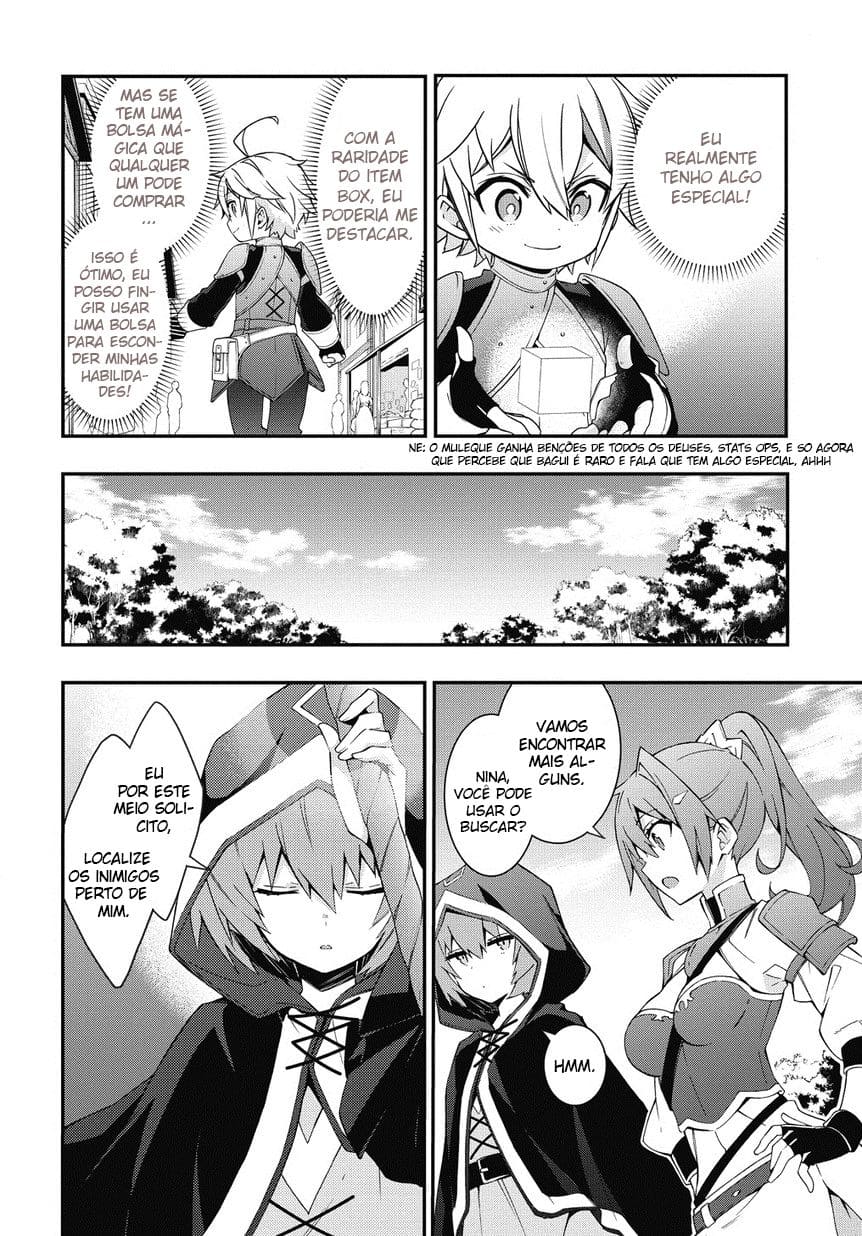 EU
REALMENTE
TENHO ALGO
ESPECIAL!
COM A
RARIDADE
DO ITEM
BOX, EU
PODERIA ME
DESTACAR.
MAS SE
TEM UMA
BOLSA MÁ-
GICA QUE
QUALQUER
UM PODE
COMPRAR
...
ISSO É
ÓTIMO, EU
POSSO FIN-
GIR USAR
UMA BOLSA
PARA ESCON-
DER MINHAS
HABILIDA-
DES!
NE: O MULEQUE GANHA BENÇÕES DE TODOS OS DEUSES, STATS OPS, E SO AGORA
QUE PERCEBE QUE BAGUI É RARO E FALA QUE TEM ALGO ESPECIAL, AHHH
VAMOS
ENCONTRAR
MAIS AL-
GUNS.
NINA,
VOCÊ PODE
USAR O
BUSCAR?
HMM.
EU
POR ESTE
MEIO SOLI-
CITO,
LOCALIZE
OS INIMIGOS
PERTO DE
MIM.